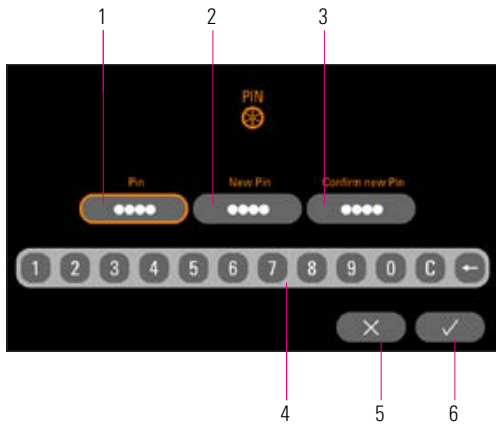 1 2 3
PIN
Pin New Pin Confirm new Pin
1 2 3 4 5 6 7 8 9 0 C ←
4 5 6